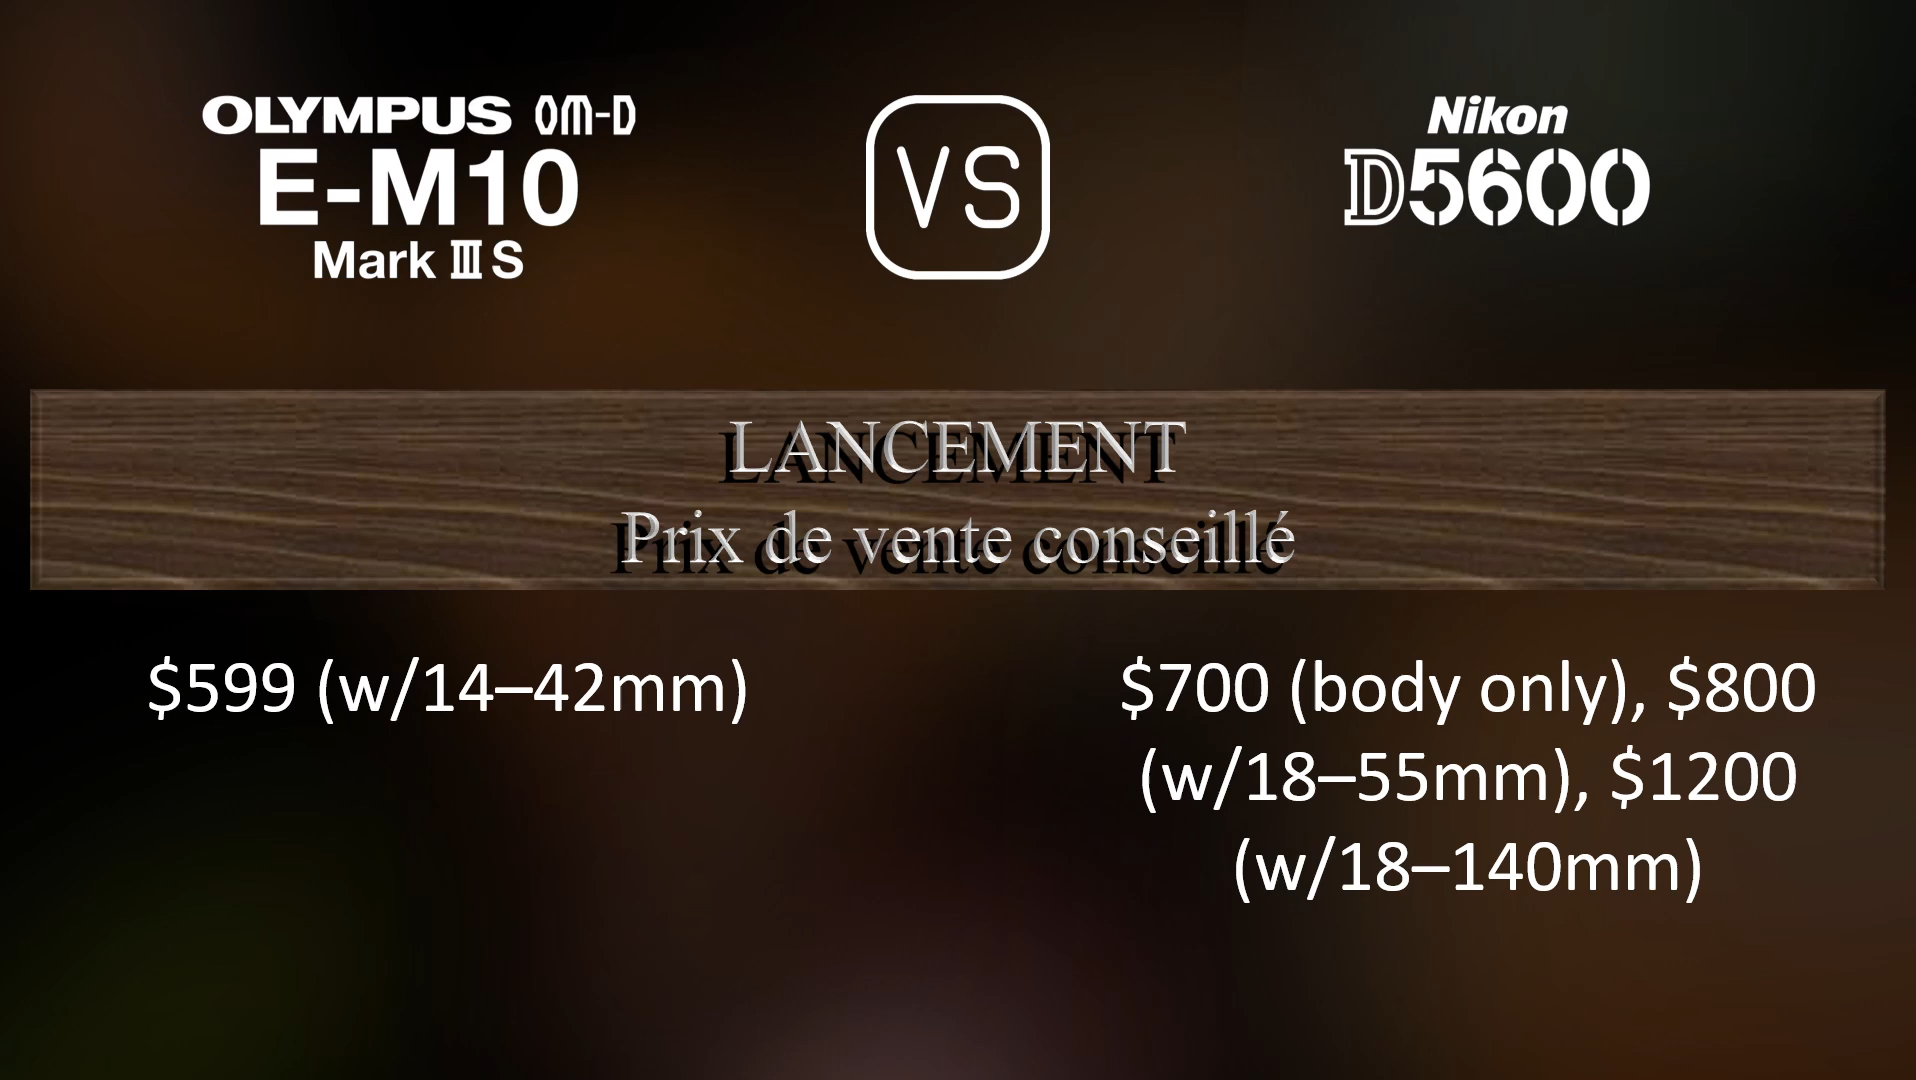 OLYMPUS OM-D
E-M10
Mark III S
VS
Nikon
D5600
LANCEMENT
Prix de vente conseillé
$599 (w/14–42mm)
$700 (body only), $800
(w/18–55mm), $1200
(w/18–140mm)